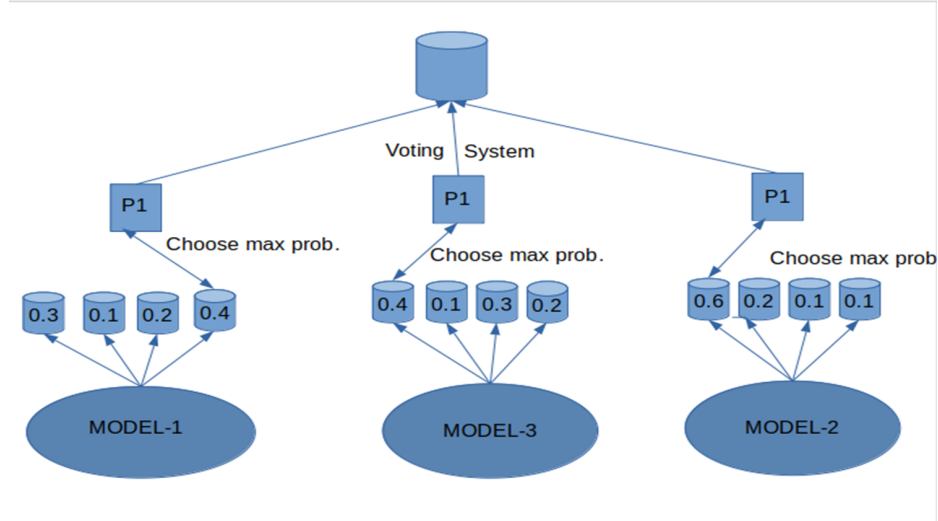 Voting System
P1
P1
P1
Choose max prob.
Choose max prob.
Choose max prob
0.3 0.1 0.2 0.4
0.4 0.1 0.3 0.2
0.6 0.2 0.1 0.1
MODEL-1
MODEL-3
MODEL-2